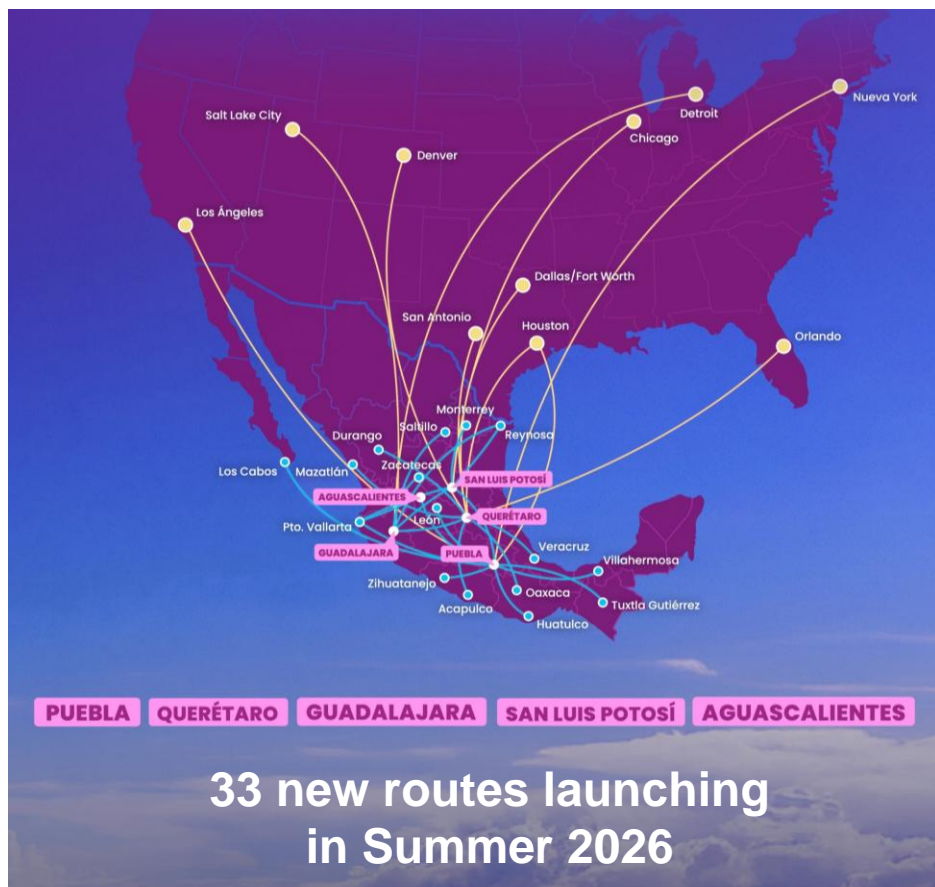 Nueva York
Detroit
Salt Lake City
Chicago
Denver
Los Ángeles
Dallas/Fort Worth
San Antonio
Houston
Orlando
Monterrey
Saltillo
Reynosa
Durango
Zacatecas
Los Cabos
Mazatlán
SAN LUIS POTOSÍ
AGUASCALIENTES
León
QUERÉTARO
Pto. Vallarta
GUADALAJARA
PUEBLA
Veracruz
Villahermosa
Zihuatanejo
Oaxaca
Tuxtla Gutiérrez
Acapulco
Huatulco
PUEBLA QUERÉTARO GUADALAJARA SAN LUIS POTOSÍ AGUASCALIENTES
33 new routes launching
in Summer 2026